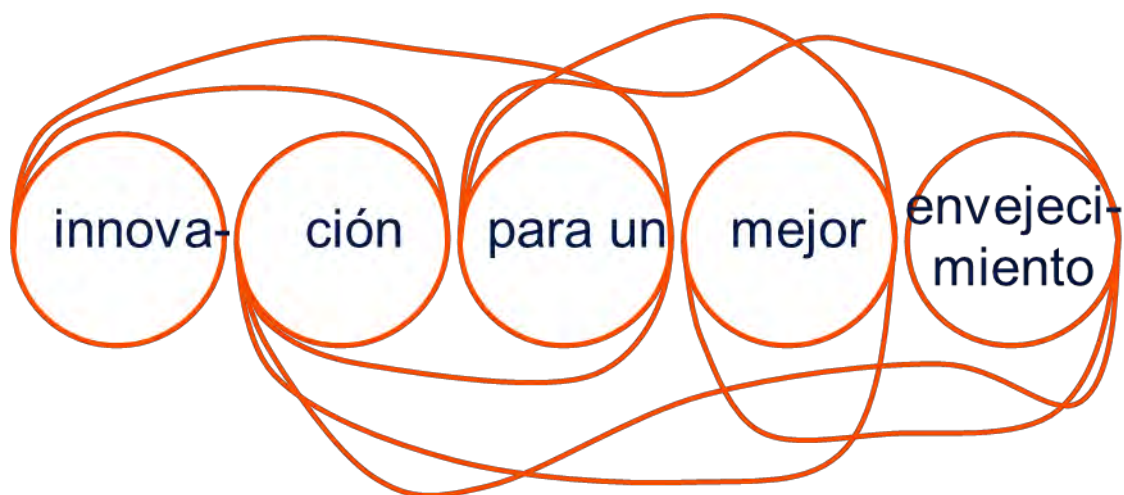 innova-
ción
para un
mejor
envejeci-
miento